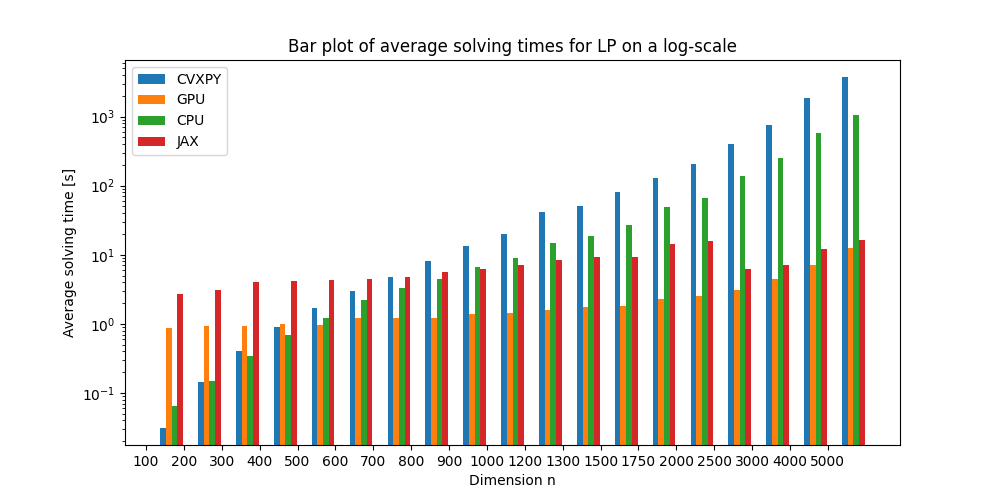 Bar plot of average solving times for LP on a log-scale
CVXPY
GPU
CPU
JAX
10³
10²
10¹
10⁰
10⁻¹
Average solving time [s]
100 200 300 400 500 600 700 800 900 1000 1200 1300 1500 1750 2000 2500 3000 4000 5000
Dimension n